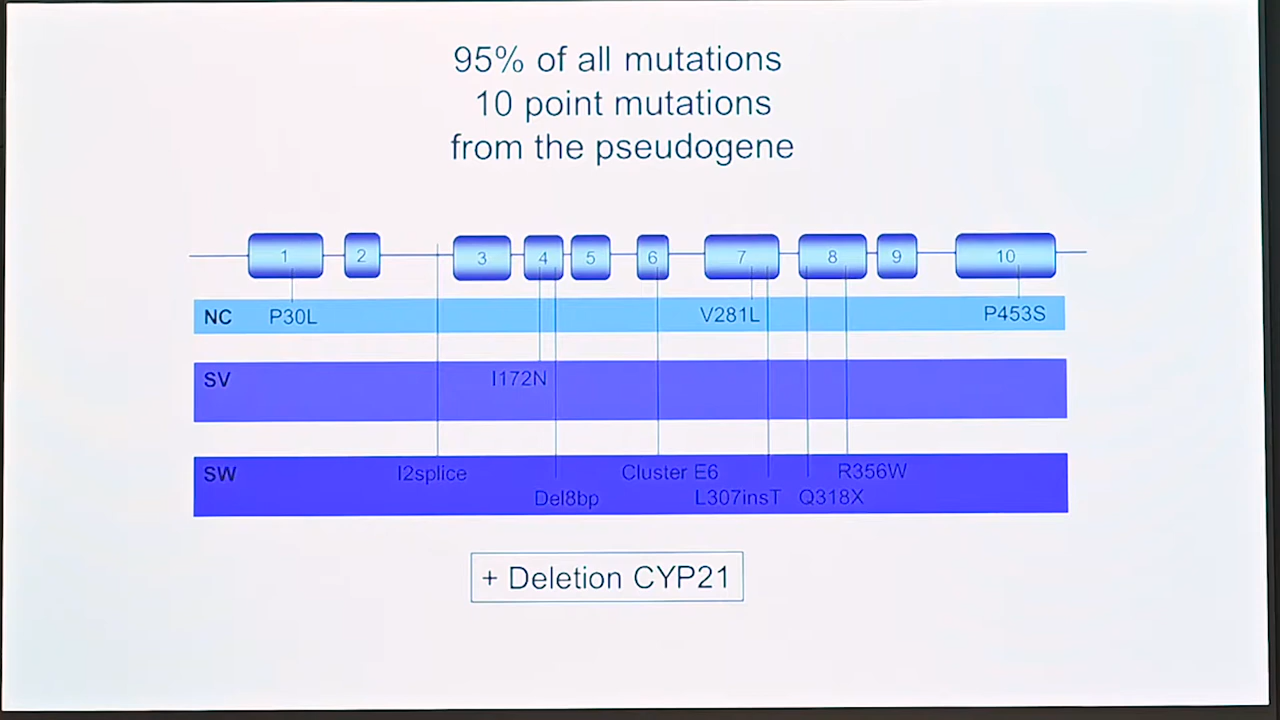 95% of all mutations
10 point mutations
from the pseudogene
1 2 3 4 5 6 7 8 9 10
NC P30L V281L P453S
SV I172N
SW I2splice Cluster E6 R356W
Del8bp L307insT Q318X
+ Deletion CYP21